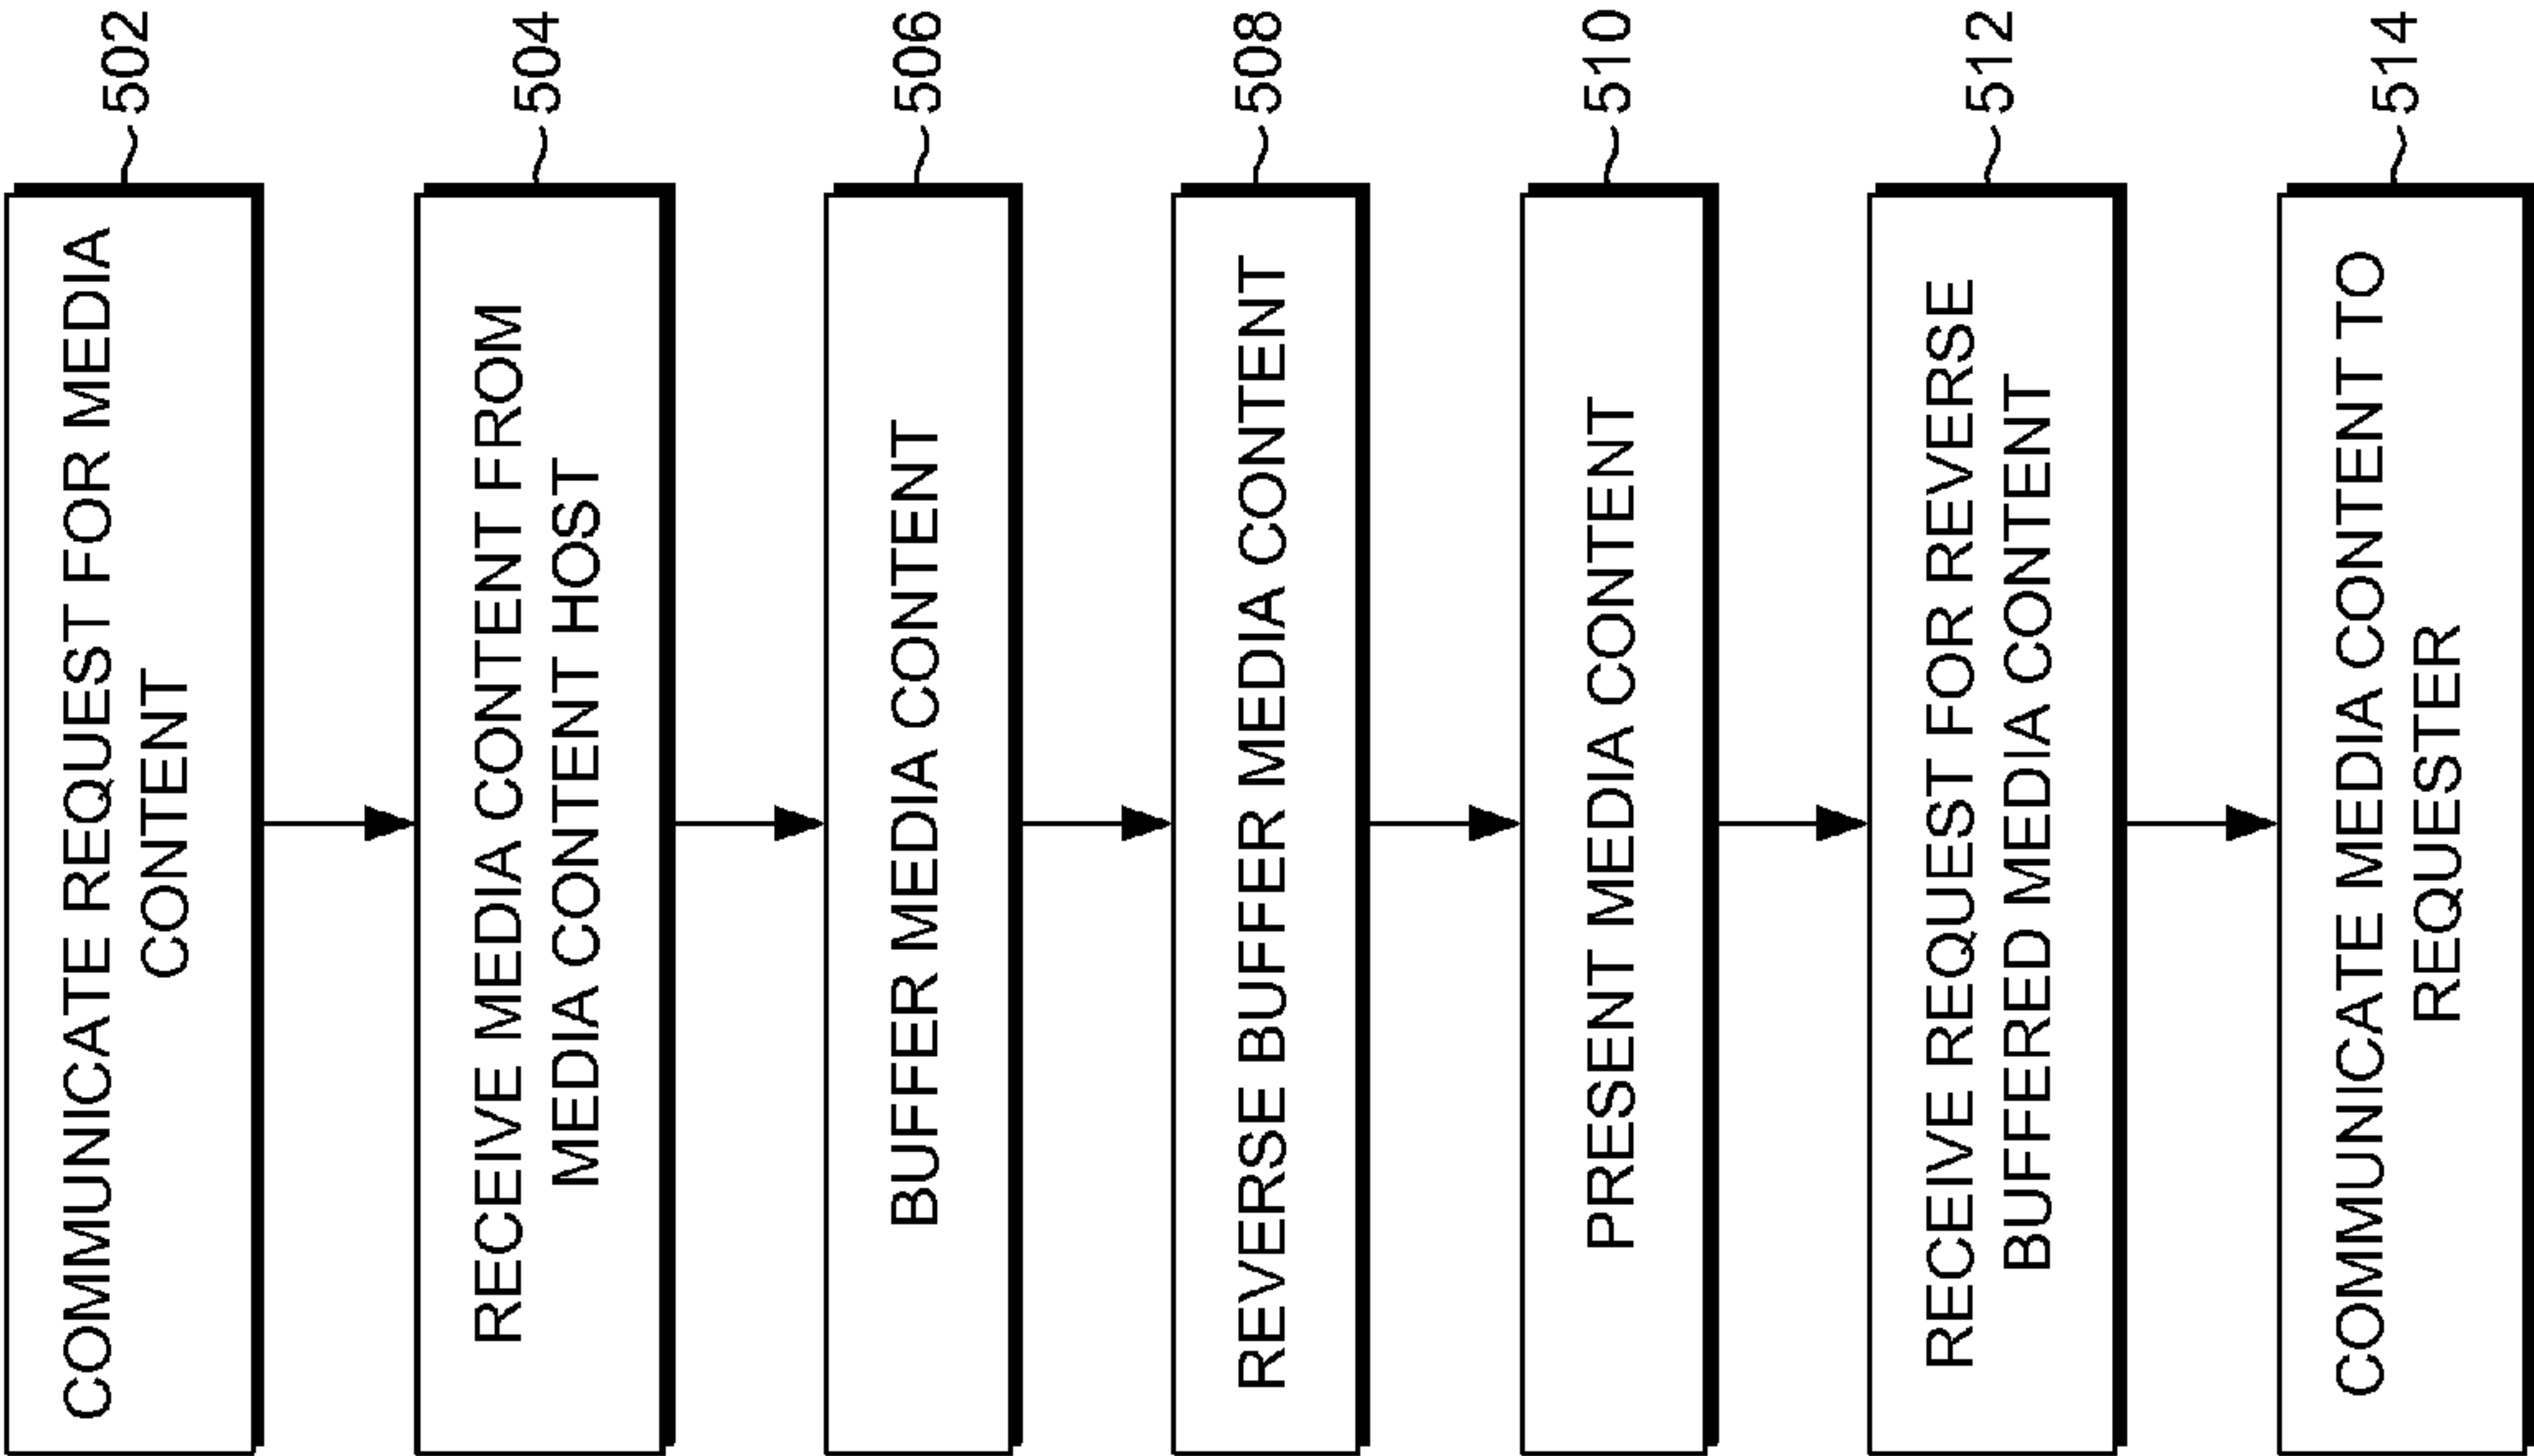 COMMUNICATE REQUEST FOR MEDIA
CONTENT
502
RECEIVE MEDIA CONTENT FROM
MEDIA CONTENT HOST
504
BUFFER MEDIA CONTENT
506
REVERSE BUFFER MEDIA CONTENT
508
PRESENT MEDIA CONTENT
510
RECEIVE REQUEST FOR REVERSE
BUFFERED MEDIA CONTENT
512
COMMUNICATE MEDIA CONTENT TO
REQUESTER
514